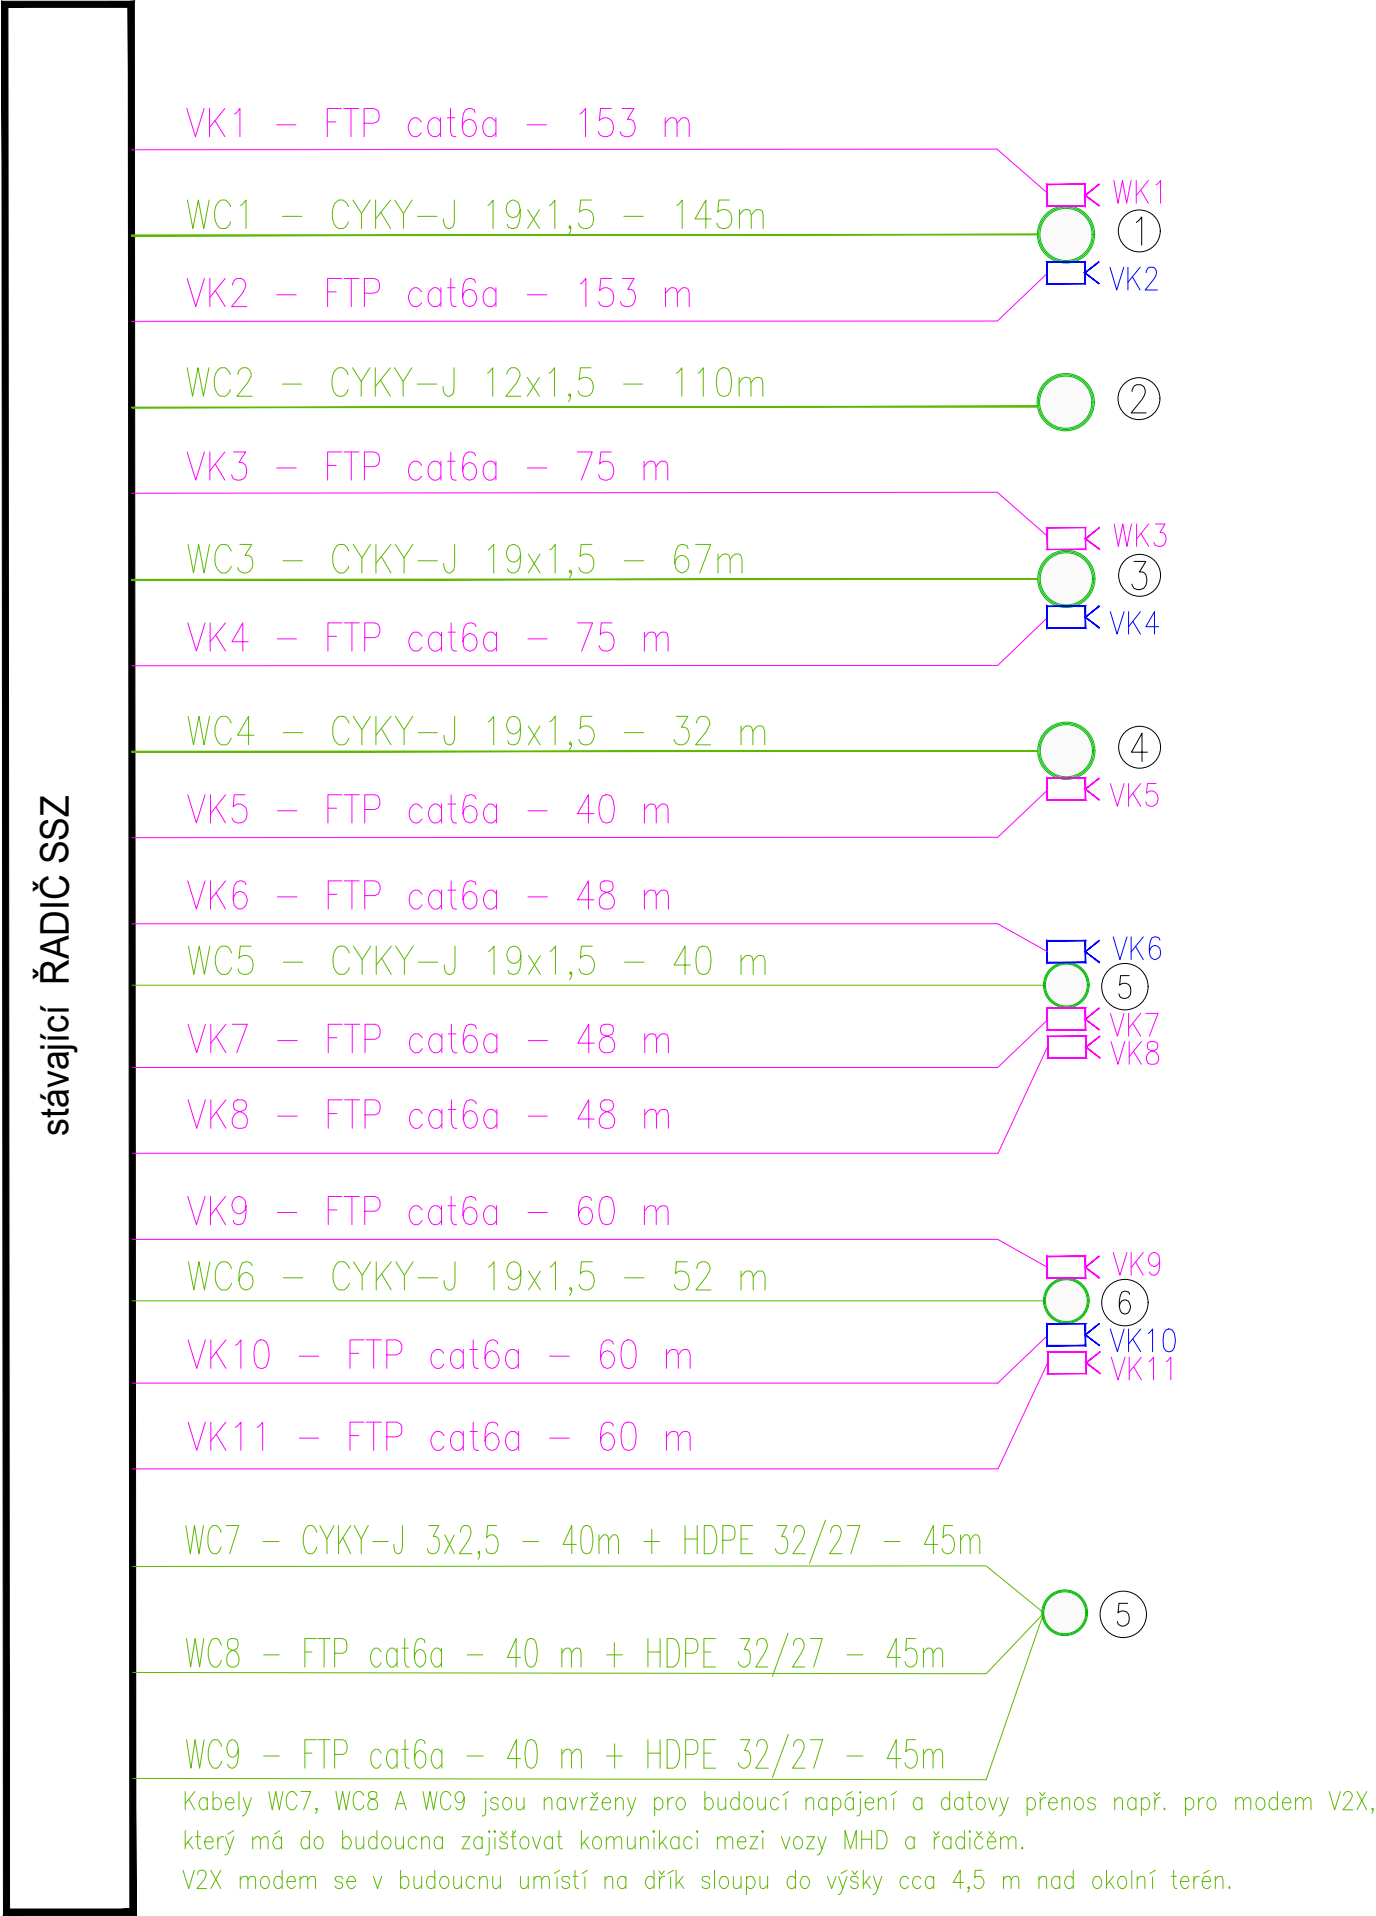 VK1 – FTP cat6a – 153 m
WK1
WC1 – CYKY–J 19x1,5 – 145m
1
VK2 – FTP cat6a – 153 m
VK2
WC2 – CYKY–J 12x1,5 – 110m
2
VK3 – FTP cat6a – 75 m
WK3
WC3 – CYKY–J 19x1,5 – 67m
3
VK4 – FTP cat6a – 75 m
VK4
WC4 – CYKY–J 19x1,5 – 32 m
4
VK5 – FTP cat6a – 40 m
VK5
stávající ŘADIČ SSZ
VK6 – FTP cat6a – 48 m
VK6
WC5 – CYKY–J 19x1,5 – 40 m
5
VK7 – FTP cat6a – 48 m
VK7
VK8 – FTP cat6a – 48 m
VK8
VK9 – FTP cat6a – 60 m
VK9
WC6 – CYKY–J 19x1,5 – 52 m
6
VK10 – FTP cat6a – 60 m
VK10
VK11 – FTP cat6a – 60 m
VK11
WC7 – CYKY–J 3x2,5 – 40m + HDPE 32/27 – 45m
5
WC8 – FTP cat6a – 40 m + HDPE 32/27 – 45m
WC9 – FTP cat6a – 40 m + HDPE 32/27 – 45m
Kabely WC7, WC8 A WC9 jsou navrženy pro budoucí napájení a datovy přenos např. pro modem V2X,
který má do budoucna zajišťovat komunikaci mezi vozy MHD a řadičěm.
V2X modem se v budoucnu umístí na dřík sloupu do výšky cca 4,5 m nad okolní terén.